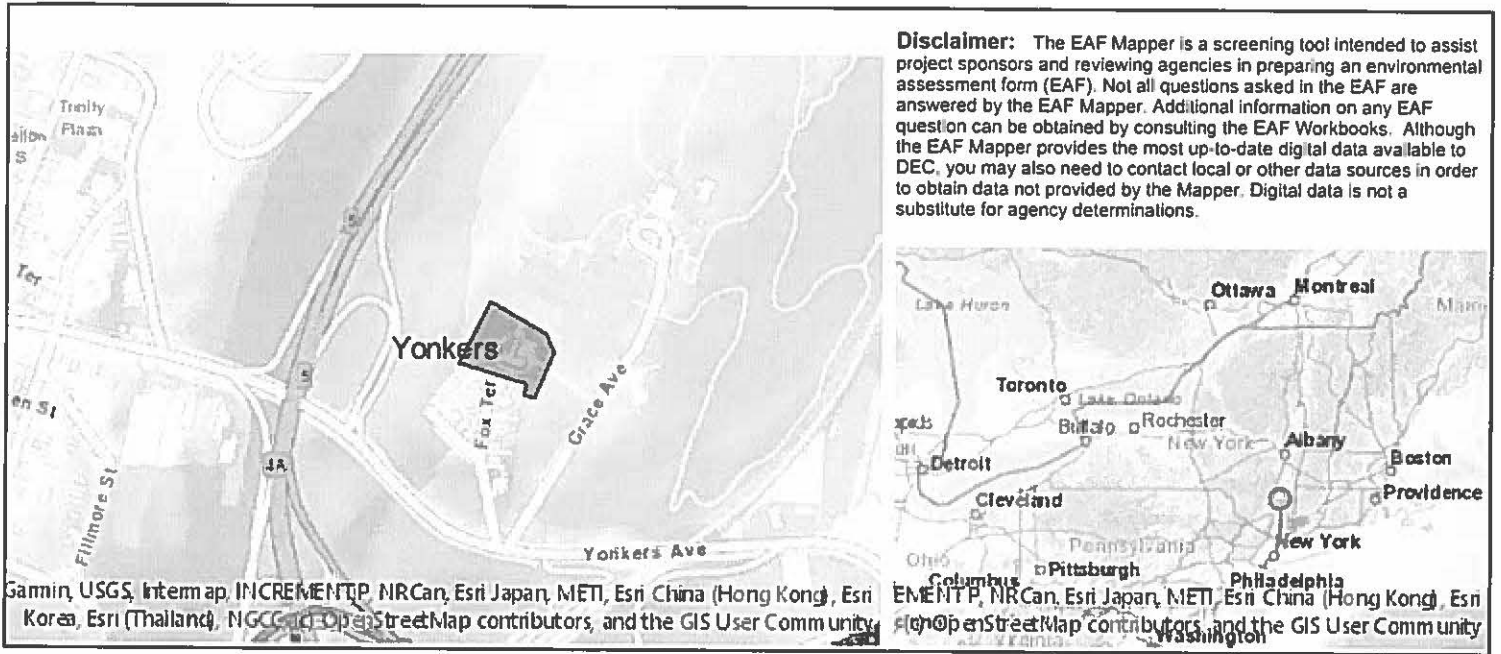 Disclaimer: The EAF Mapper is a screening tool intended to assist
project sponsors and reviewing agencies in preparing an environmental
assessment form (EAF). Not all questions asked in the EAF are
answered by the EAF Mapper. Additional information on any EAF
question can be obtained by consulting the EAF Workbooks. Although
the EAF Mapper provides the most up-to-date digital data available to
DEC, you may also need to contact local or other data sources in order
to obtain data not provided by the Mapper. Digital data is not a
substitute for agency determinations.
Trinity
Plaza
S
Ter
en St
Fillmore St
5
5
4A
Yonkers
Fox Ter
Grace Ave
Yonkers Ave
Garmin, USGS, Intermap, INCREMENT P, NRCan, Esri Japan, METI, Esri China (Hong Kong), Esri
Korea, Esri (Thailand), NGCC, (c) OpenStreetMap contributors, and the GIS User Community
Ottawa
Montreal
Lake Huron
Toronto
Lake Ontario
Buffalo
Rochester
New York
Albany
Boston
Detroit
Providence
Cleveland
Ohio
Pennsylvania
New York
Pittsburgh
Columbus
Philadelphia
EMENT P, NRCan, Esri Japan, METI, Esri China (Hong Kong), Esri
OpenStreetMap contributors, and the GIS User Community
Washington